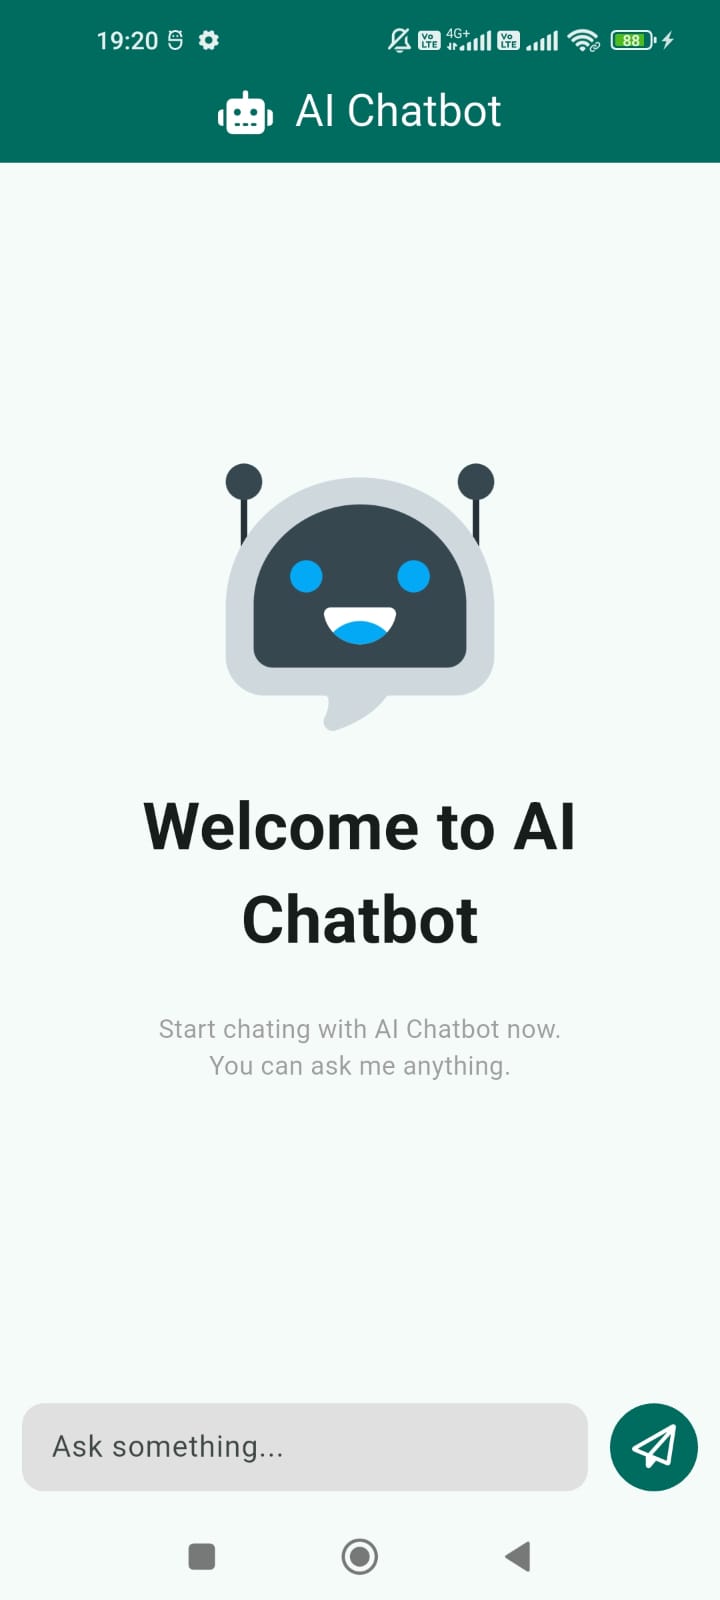 19:20
Vo LTE 4G+ Vo LTE 88
AI Chatbot
Welcome to AI
Chatbot
Start chating with AI Chatbot now.
You can ask me anything.
Ask something...